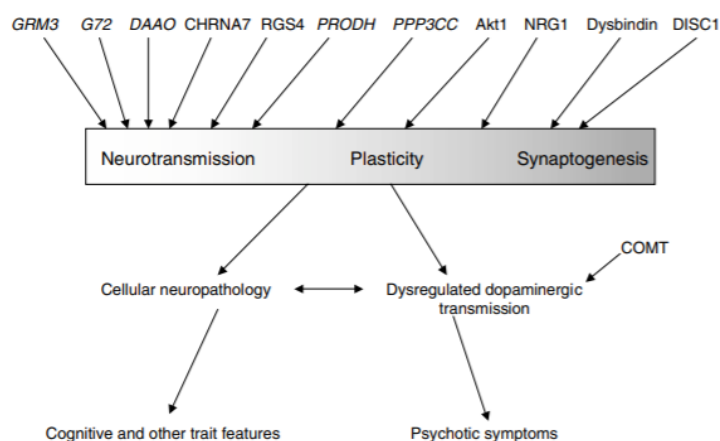 GRM3 G72 DAAO CHRNA7 RGS4 PRODH PPP3CC Akt1 NRG1 Dysbindin DISC1
Neurotransmission Plasticity Synaptogenesis
COMT
Cellular neuropathology Dysregulated dopaminergic
transmission
Cognitive and other trait features Psychotic symptoms